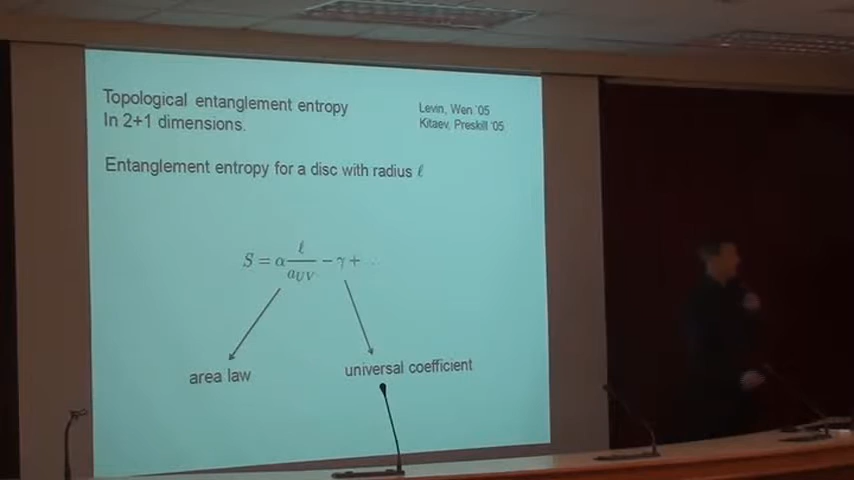 Topological entanglement entropy
In 2+1 dimensions.
Levin, Wen '05
Kitaev, Preskill '05
Entanglement entropy for a disc with radius ℓ
S = α ℓ/a_UV − γ + ...
area law
universal coefficient